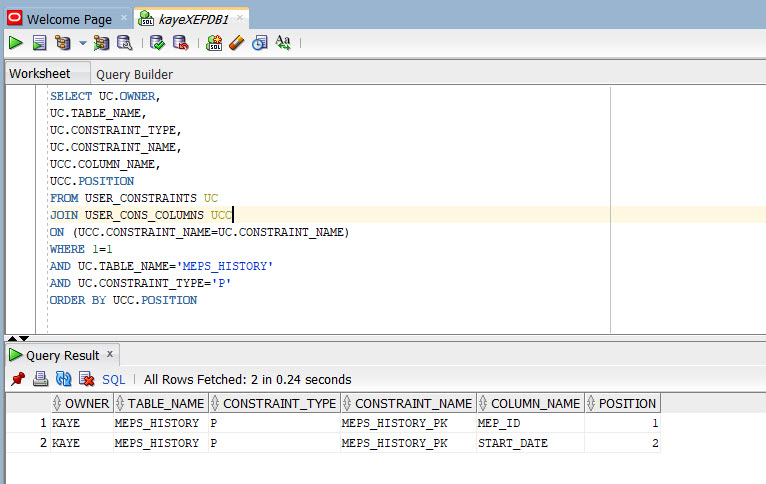 Welcome Page kayeXEPDB1
Worksheet Query Builder
SELECT UC.OWNER,
UC.TABLE_NAME,
UC.CONSTRAINT_TYPE,
UC.CONSTRAINT_NAME,
UCC.COLUMN_NAME,
UCC.POSITION
FROM USER_CONSTRAINTS UC
JOIN USER_CONS_COLUMNS UCC
ON (UCC.CONSTRAINT_NAME=UC.CONSTRAINT_NAME)
WHERE 1=1
AND UC.TABLE_NAME='MEPS_HISTORY'
AND UC.CONSTRAINT_TYPE='P'
ORDER BY UCC.POSITION
Query Result x
SQL | All Rows Fetched: 2 in 0.24 seconds
OWNER TABLE_NAME CONSTRAINT_TYPE CONSTRAINT_NAME COLUMN_NAME POSITION
1 KAYE MEPS_HISTORY P MEPS_HISTORY_PK MEP_ID 1
2 KAYE MEPS_HISTORY P MEPS_HISTORY_PK START_DATE 2